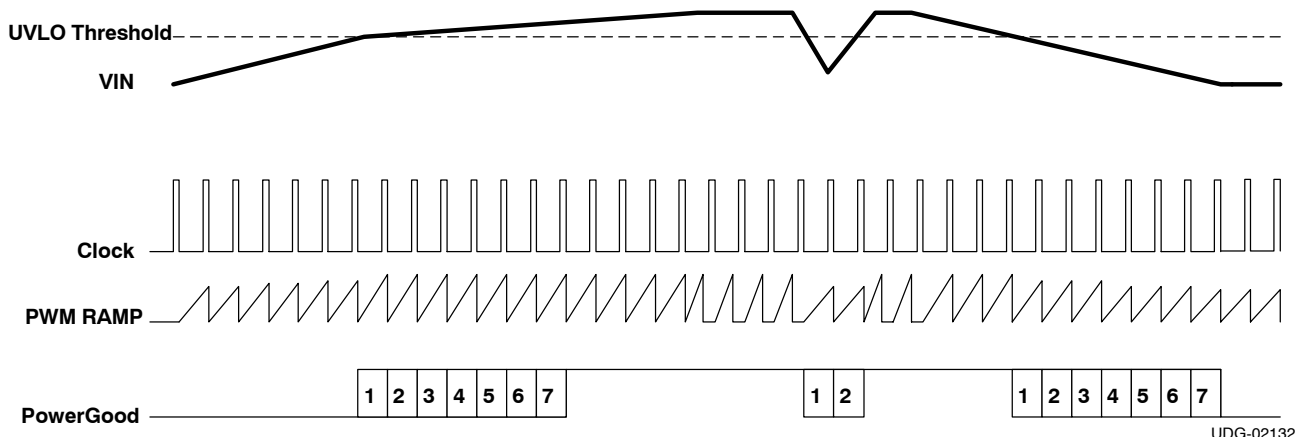 UVLO Threshold
VIN
Clock
PWM RAMP
1 2 3 4 5 6 7 1 2 1 2 3 4 5 6 7
PowerGood
UDG-02132